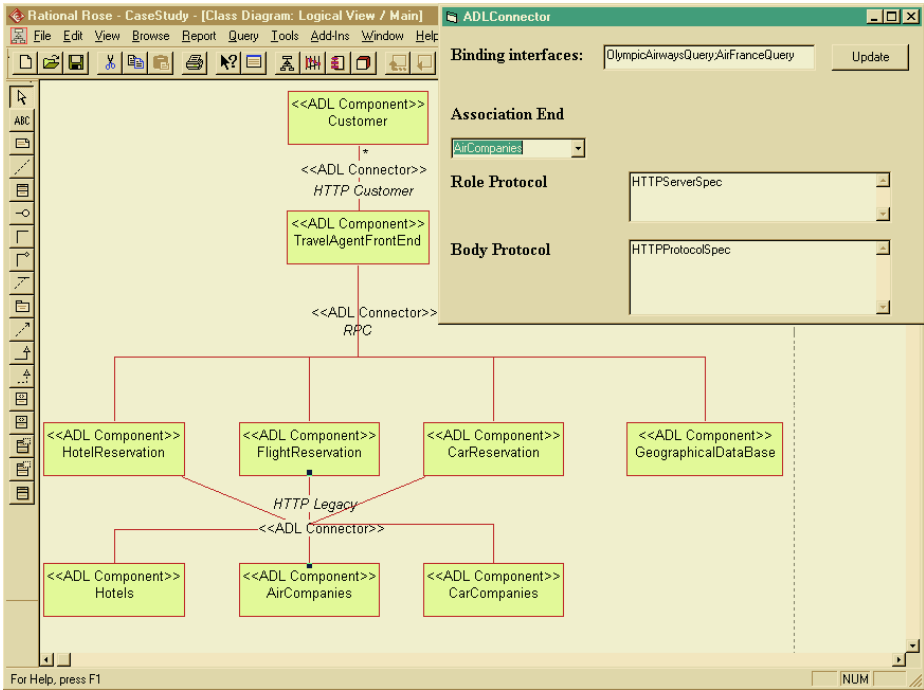 Rational Rose - CaseStudy - [Class Diagram: Logical View / Main]
File Edit View Browse Report Query Tools Add-Ins Window Help
ABC
<<ADL Component>>
Customer
*
<<ADL Connector>>
HTTP Customer
<<ADL Component>>
TravelAgentFrontEnd
<<ADL Connector>>
RPC
<<ADL Component>>
HotelReservation
<<ADL Component>>
FlightReservation
<<ADL Component>>
CarReservation
<<ADL Component>>
GeographicalDataBase
HTTP Legacy
<<ADL Connector>>
<<ADL Component>>
Hotels
<<ADL Component>>
AirCompanies
<<ADL Component>>
CarCompanies
For Help, press F1
NUM
ADLConnector
Binding interfaces:
OlympicAirwaysQuery;AirFranceQuery
Update
Association End
AirCompanies
Role Protocol
HTTPServerSpec
Body Protocol
HTTPProtocolSpec